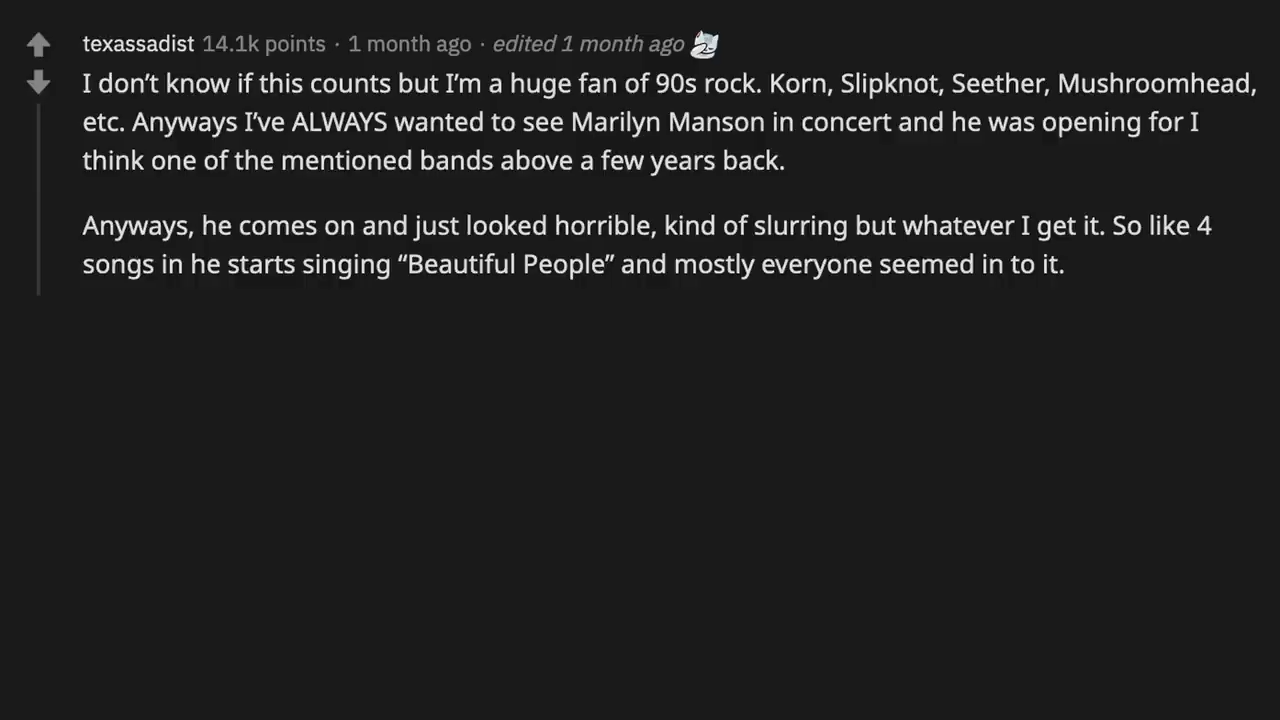 texassadist 14.1k points · 1 month ago · edited 1 month ago
I don’t know if this counts but I’m a huge fan of 90s rock. Korn, Slipknot, Seether, Mushroomhead,
etc. Anyways I’ve ALWAYS wanted to see Marilyn Manson in concert and he was opening for I
think one of the mentioned bands above a few years back.
Anyways, he comes on and just looked horrible, kind of slurring but whatever I get it. So like 4
songs in he starts singing “Beautiful People” and mostly everyone seemed in to it.